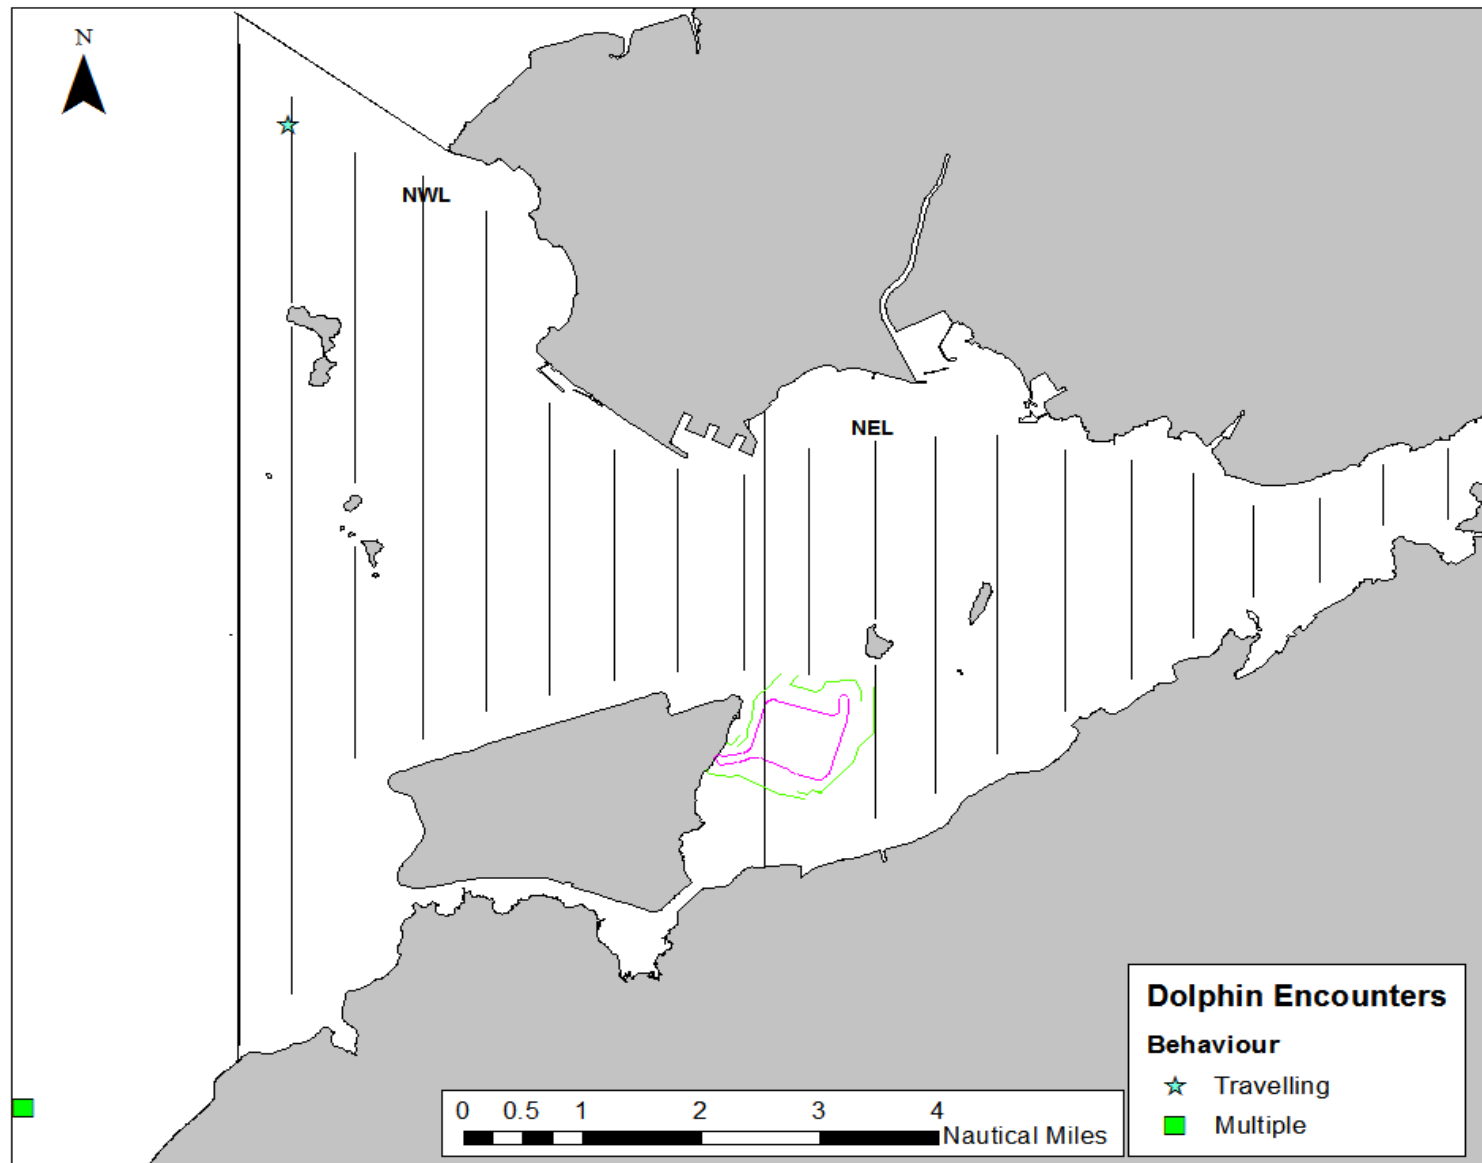 N
NWL
NEL
Dolphin Encounters
Behaviour
Travelling
Multiple
0 0.5 1 2 3 4
Nautical Miles